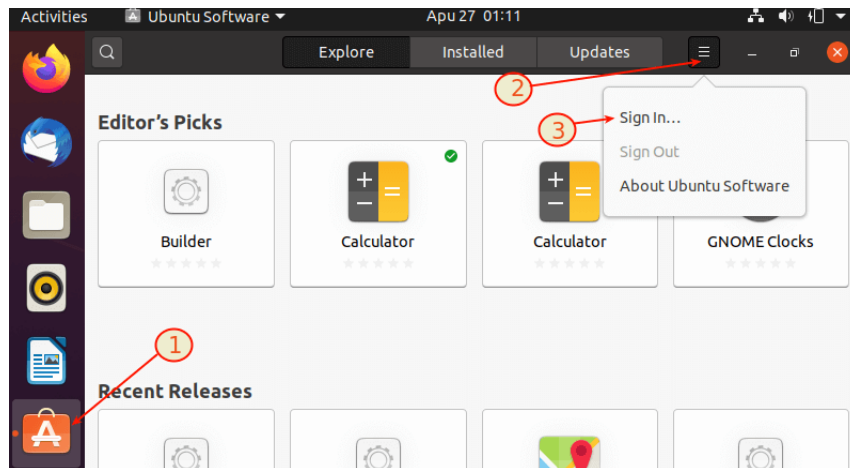 Activities Ubuntu Software Apu 27 01:11
Explore Installed Updates
2
Sign In...
3
Sign Out
About Ubuntu Software
Editor's Picks
Builder Calculator Calculator GNOME Clocks
1
Recent Releases